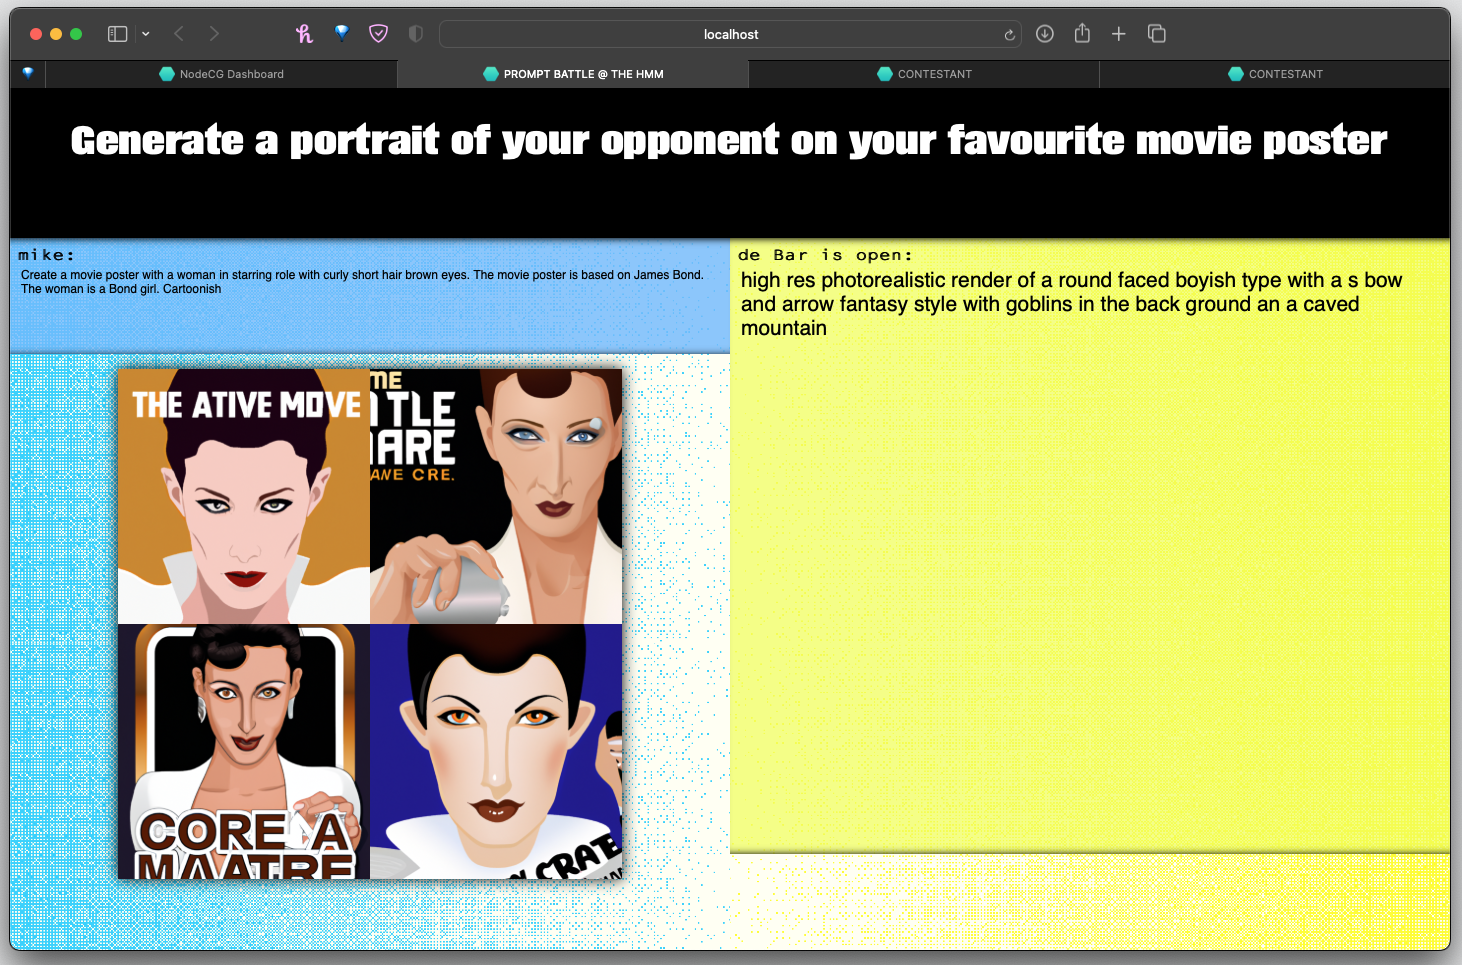 localhost
NodeCG Dashboard
PROMPT BATTLE @ THE HMM
CONTESTANT
CONTESTANT
Generate a portrait of your opponent on your favourite movie poster
mike:
Create a movie poster with a woman in starring role with curly short hair brown eyes. The movie poster is based on James Bond.
The woman is a Bond girl. Cartoonish
de Bar is open:
high res photorealistic render of a round faced boyish type with a s bow
and arrow fantasy style with goblins in the back ground an a caved
mountain
THE ATIVE MOVE
ME
TLE
ARE
ANE CRE.
CORE A
MAATRE
CRATE